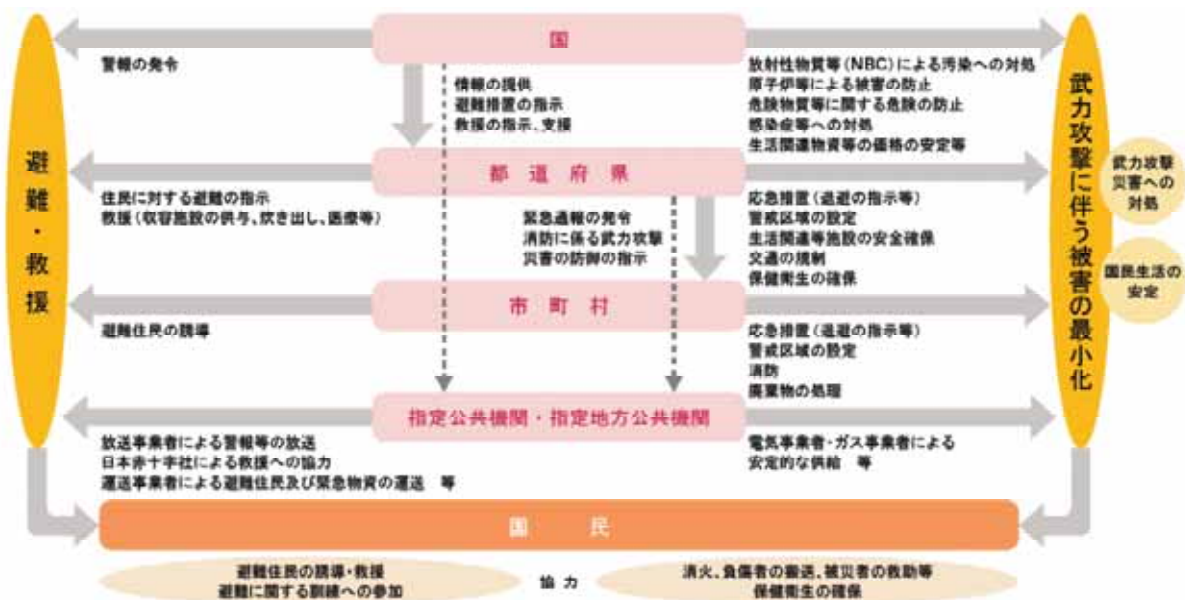 国
警報の発令
情報の提供
避難措置の指示
救援の指示、支援
放射性物質等(NBC)による汚染への対処
原子炉等による被害の防止
危険物質等に関する危険の防止
感染症等への対処
生活関連物資等の価格の安定等
避難・救援
武力攻撃に伴う被害の最小化
武力攻撃
災害への
対処
国民生活の
安定
都道府県
住民に対する避難の指示
救援(収容施設の供与、炊き出し、医療等)
緊急通報の発令
消防に係る武力攻撃
災害の防御の指示
応急措置(退避の指示等)
警戒区域の設定
生活関連等施設の安全確保
交通の規制
保健衛生の確保
市町村
避難住民の誘導
応急措置(退避の指示等)
警戒区域の設定
消防
廃棄物の処理
指定公共機関・指定地方公共機関
放送事業者による警報等の放送
日本赤十字社による救援への協力
運送事業者による避難住民及び緊急物資の運送 等
電気事業者・ガス事業者による
安定的な供給 等
国民
避難住民の誘導・救援
避難に関する訓練への参加
協力
消火、負傷者の搬送、被災者の救助等
保健衛生の確保